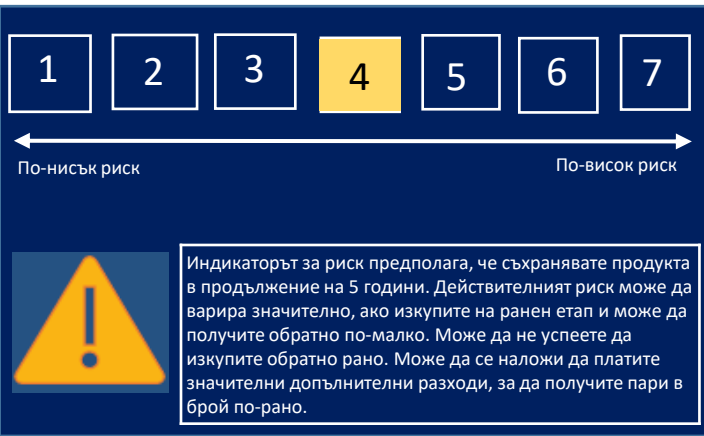 1 2 3 4 5 6 7
По-нисък риск По-висок риск
Индикаторът за риск предполага, че съхранявате продукта
в продължение на 5 години. Действителният риск може да
варира значително, ако изкупите на ранен етап и може да
получите обратно по-малко. Може да не успеете да
изкупите обратно рано. Може да се наложи да платите
значителни допълнителни разходи, за да получите пари в
брой по-рано.